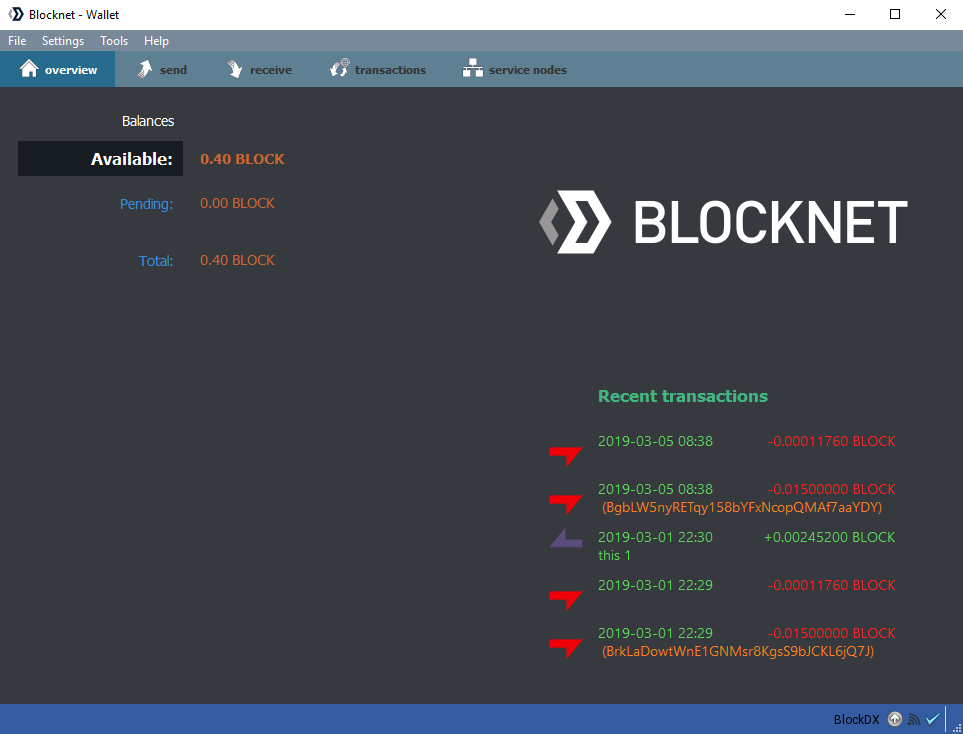 Blocknet - Wallet
File Settings Tools Help
overview send receive transactions service nodes
Balances
Available: 0.40 BLOCK
Pending: 0.00 BLOCK
Total: 0.40 BLOCK
BLOCKNET
Recent transactions
2019-03-05 08:38 -0.00011760 BLOCK
2019-03-05 08:38 -0.01500000 BLOCK
(BgbLW5nyRETqy158bYFxNcopQMAf7aaYDY)
2019-03-01 22:30 +0.00245200 BLOCK
this 1
2019-03-01 22:29 -0.00011760 BLOCK
2019-03-01 22:29 -0.01500000 BLOCK
(BrkLaDowtWnE1GNMsr8KgsS9bJCKL6jQ7J)
BlockDX